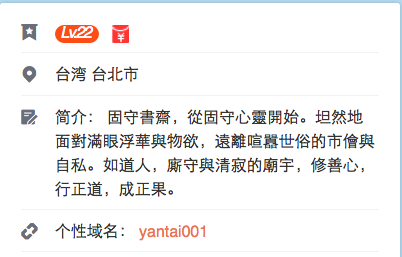 Lv.22
台湾 台北市
简介： 固守書齋，從固守心靈開始。坦然地
面對滿眼浮華與物欲，遠離喧囂世俗的市儈與
自私。如道人，廝守與清寂的廟宇，修善心，
行正道，成正果。
个性域名： yantai001